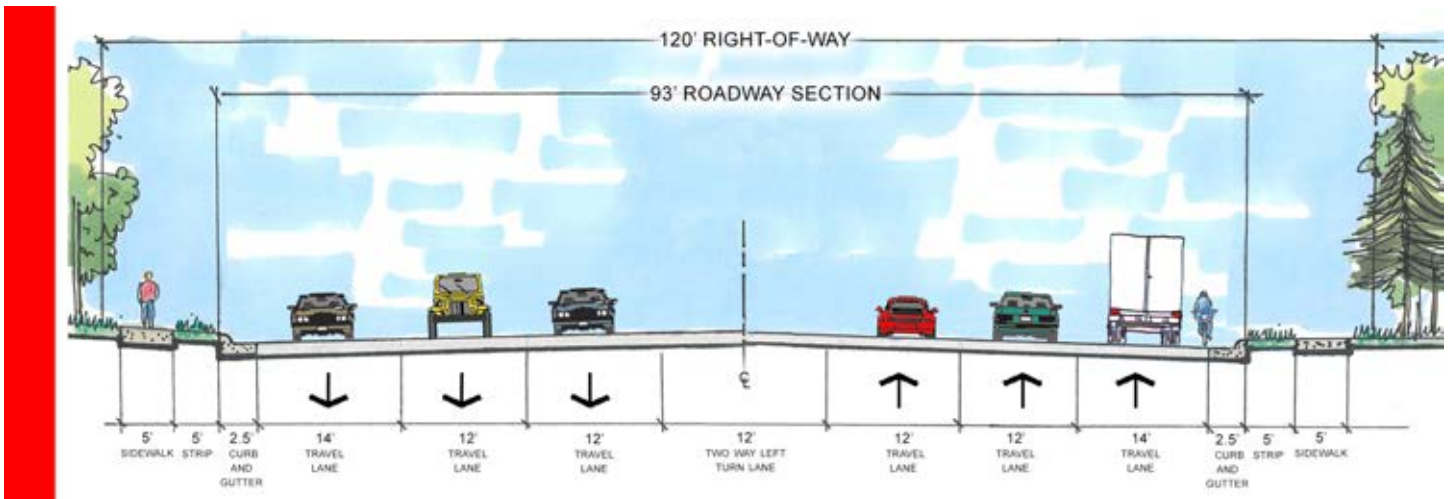 120' RIGHT-OF-WAY
93' ROADWAY SECTION
℄
5' 5' 2.5' 14' 12' 12' 12' 12' 12' 14' 2.5' 5' 5'
SIDEWALK STRIP CURB TRAVEL TRAVEL TRAVEL TWO WAY LEFT TRAVEL TRAVEL TRAVEL CURB STRIP SIDEWALK
AND LANE LANE LANE TURN LANE LANE LANE LANE AND
GUTTER GUTTER